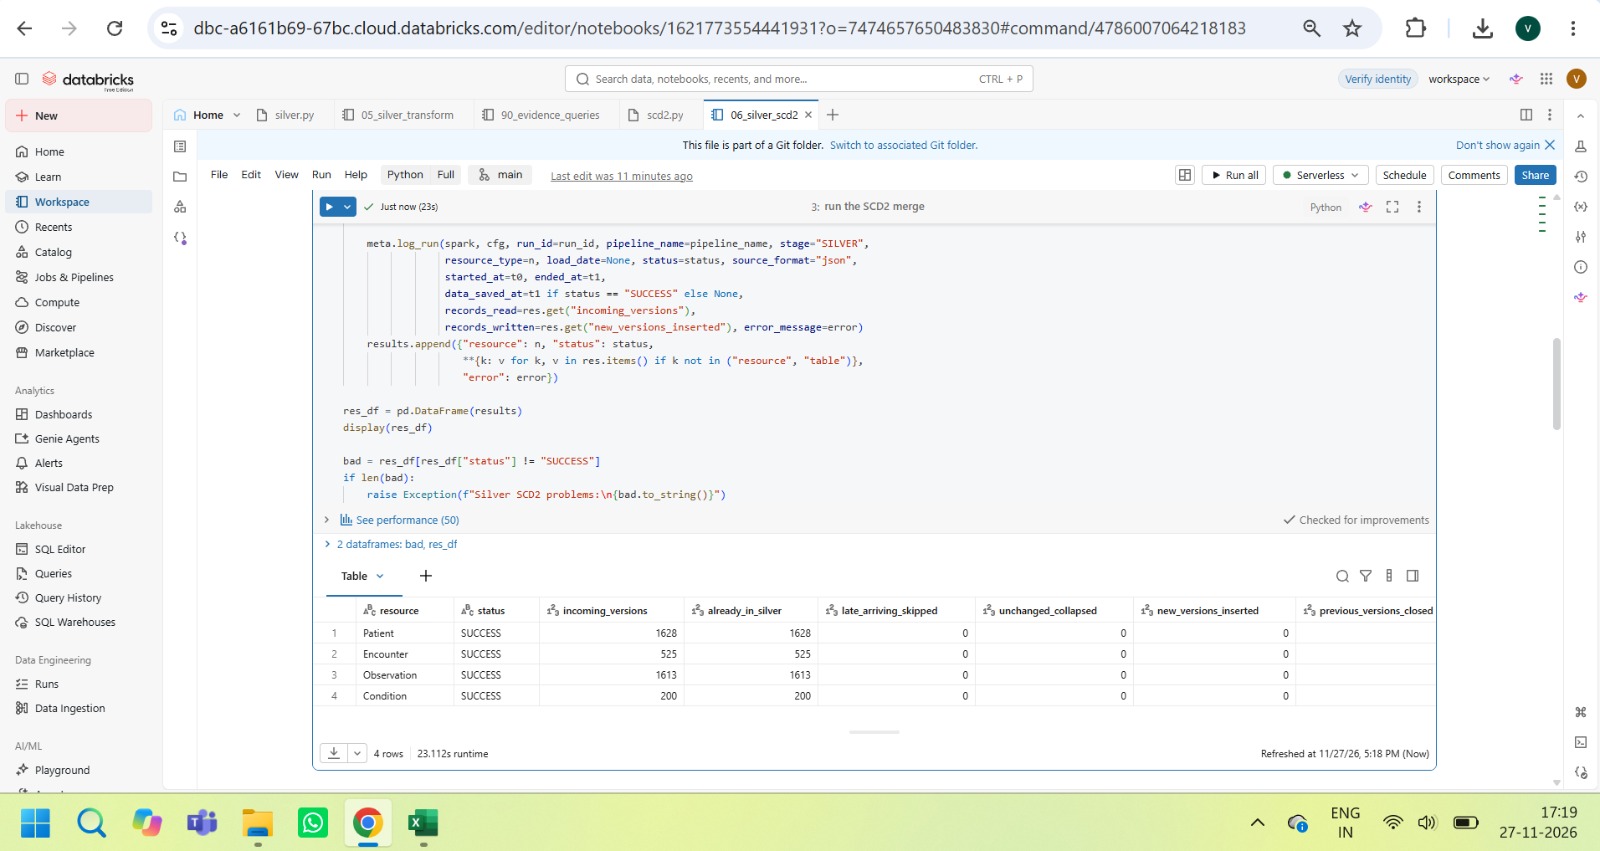 dbc-a6161b69-67bc.cloud.databricks.com/editor/notebooks/1621773554441931?o=7474657650483830#command/4786007064218183
V
databricks
Free Edition
Search data, notebooks, recents, and more...
CTRL + P
Verify identity
workspace
V
New
Home
Learn
Workspace
Recents
Catalog
Jobs & Pipelines
Compute
Discover
Marketplace
Analytics
Dashboards
Genie Agents
Alerts
Visual Data Prep
Lakehouse
SQL Editor
Queries
Query History
SQL Warehouses
Data Engineering
Runs
Data Ingestion
AI/ML
Playground
Home
silver.py
05_silver_transform
90_evidence_queries
scd2.py
06_silver_scd2
This file is part of a Git folder. Switch to associated Git folder.
Don't show again
File Edit View Run Help Python Full main Last edit was 11 minutes ago
Run all
Serverless
Schedule
Comments
Share
Just now (23s)
3: run the SCD2 merge
Python
meta.log_run(spark, cfg, run_id=run_id, pipeline_name=pipeline_name, stage="SILVER",
resource_type=n, load_date=None, status=status, source_format="json",
started_at=t0, ended_at=t1,
data_saved_at=t1 if status == "SUCCESS" else None,
records_read=res.get("incoming_versions"),
records_written=res.get("new_versions_inserted"), error_message=error)
results.append({"resource": n, "status": status,
**{k: v for k, v in res.items() if k not in ("resource", "table")},
"error": error})
res_df = pd.DataFrame(results)
display(res_df)
bad = res_df[res_df["status"] != "SUCCESS"]
if len(bad):
raise Exception(f"Silver SCD2 problems:\n{bad.to_string()}")
See performance (50)
Checked for improvements
2 dataframes: bad, res_df
Table
resource status incoming_versions already_in_silver late_arriving_skipped unchanged_collapsed new_versions_inserted previous_versions_closed
1 Patient SUCCESS 1628 1628 0 0 0
2 Encounter SUCCESS 525 525 0 0 0
3 Observation SUCCESS 1613 1613 0 0 0
4 Condition SUCCESS 200 200 0 0 0
4 rows 23.112s runtime
Refreshed at 11/27/26, 5:18 PM (Now)
ENG
IN
17:19
27-11-2026